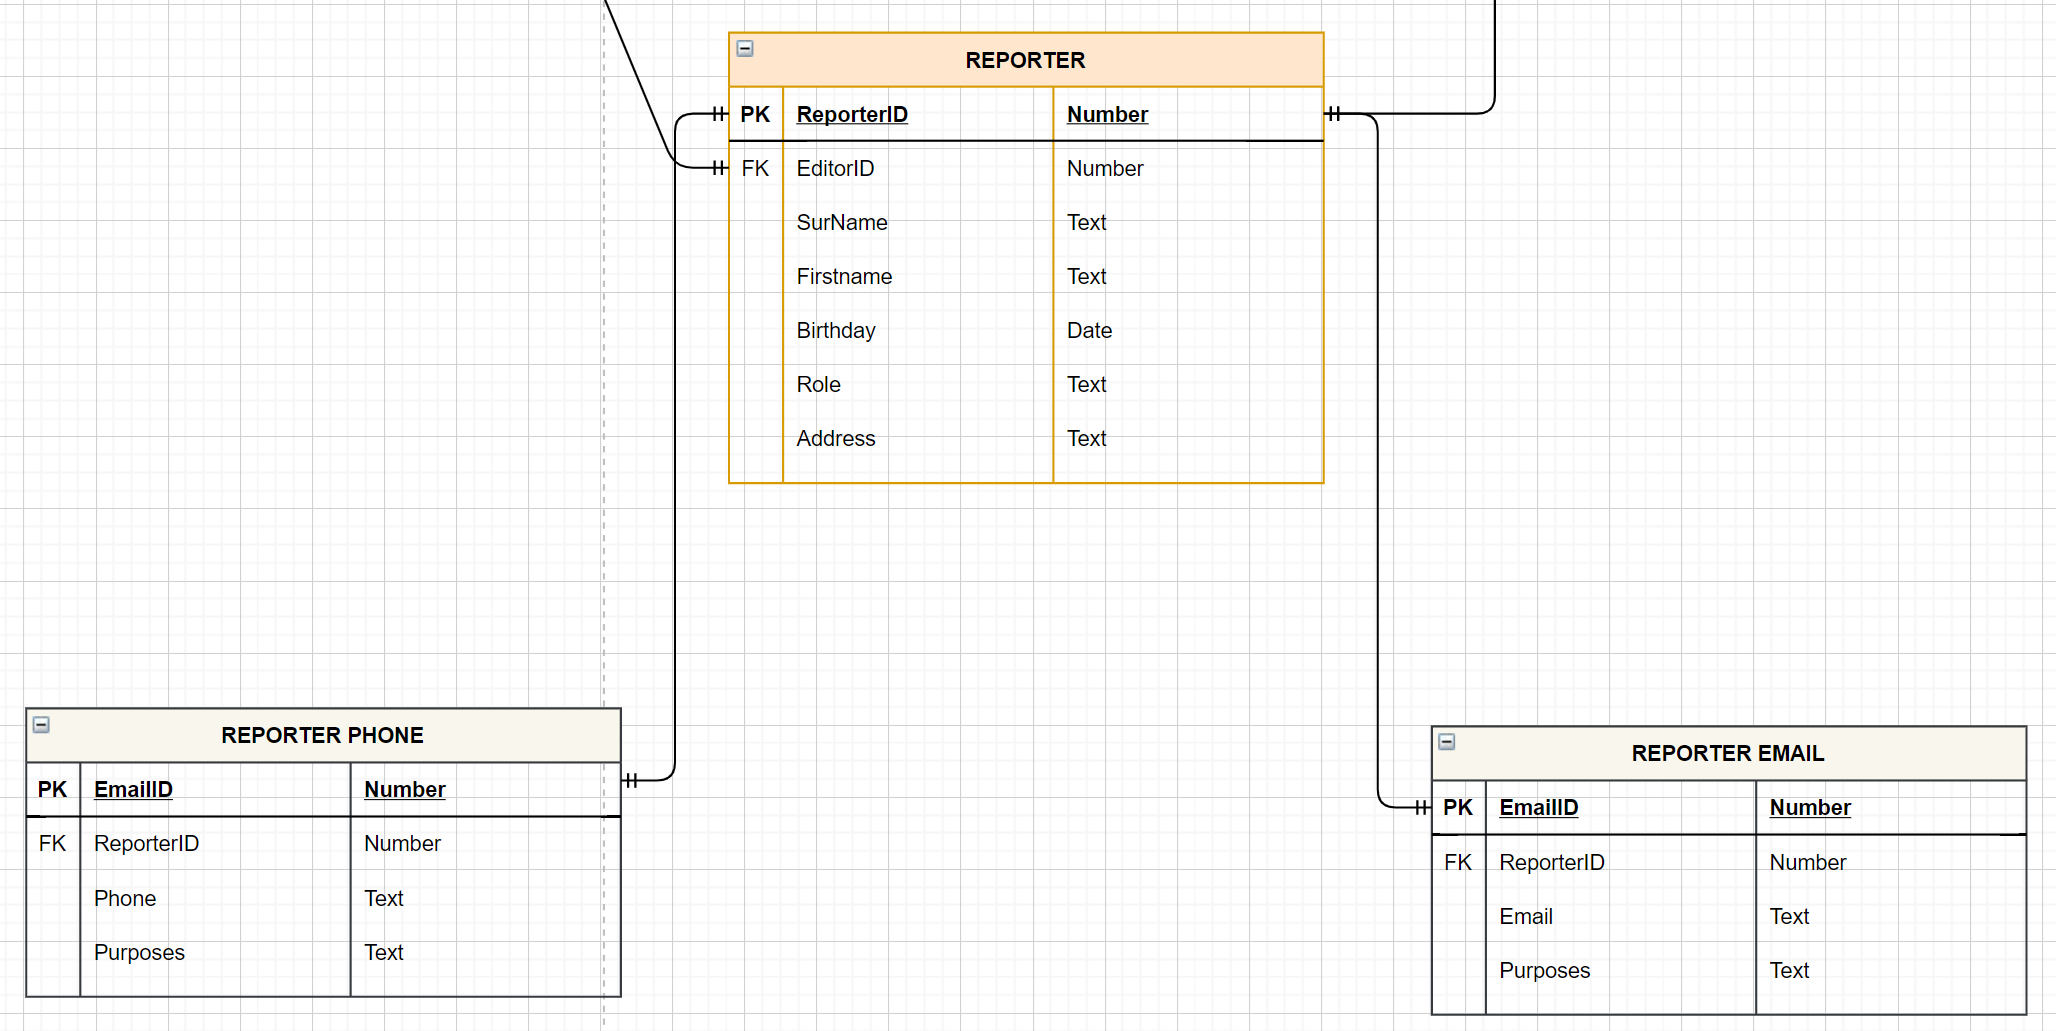 REPORTER
PK ReporterID Number
FK EditorID Number
SurName Text
Firstname Text
Birthday Date
Role Text
Address Text
REPORTER PHONE
PK EmailID Number
FK ReporterID Number
Phone Text
Purposes Text
REPORTER EMAIL
PK EmailID Number
FK ReporterID Number
Email Text
Purposes Text